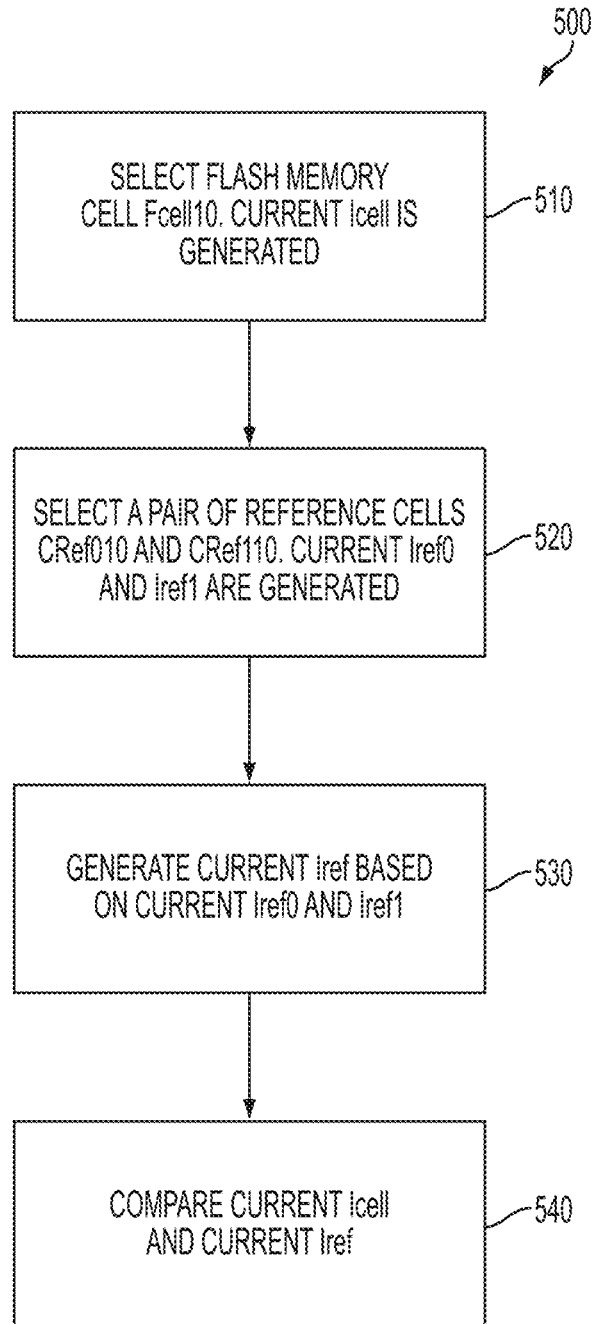 500
SELECT FLASH MEMORY
CELL Fcell10. CURRENT Icell IS
GENERATED
510
SELECT A PAIR OF REFERENCE CELLS
CRef010 AND CRef110. CURRENT Iref0
AND Iref1 ARE GENERATED
520
GENERATE CURRENT Iref BASED
ON CURRENT Iref0 AND Iref1
530
COMPARE CURRENT Icell
AND CURRENT Iref
540